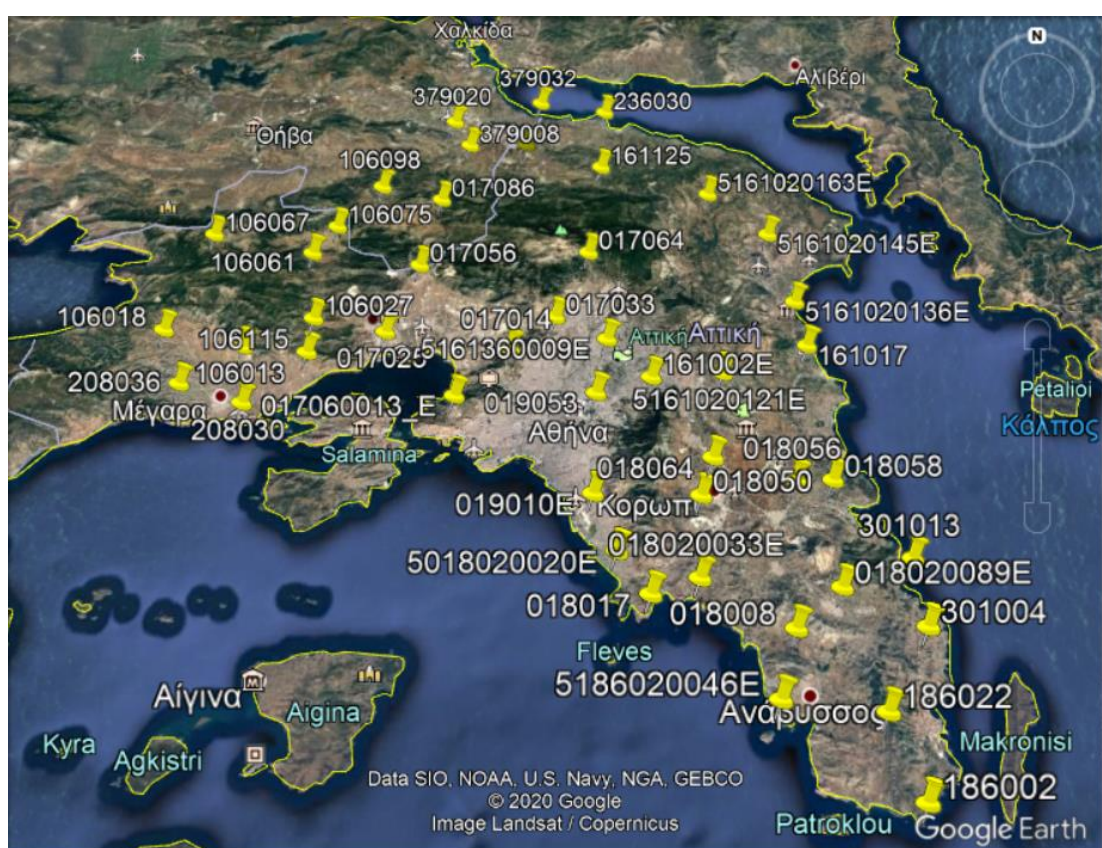 Χαλκίδα
N
379032
Αλιβέρι
379020
236030
Θήβα
379008
106098
161125
017086
5161020163E
106067
106075
017064
5161020145E
106061
017056
106018
106027
017014
017033
5161020136E
Αττική
Αττική
106115
017025
5161360009E
161017
208036
106013
161002E
Petalioi
Μέγαρα
017060013_E
019053
5161020121E
Κόλπος
208030
Αθήνα
Salamina
018056
018064
018050
018058
019010E
Κορωπί
301013
018020033E
5018020020E
018020089E
018017
018008
301004
Fleves
5186020046E
186022
Αίγινα
Ανάβυσσος
Aigina
Kyra
Agkistri
Makronisi
Data SIO, NOAA, U.S. Navy, NGA, GEBCO
© 2020 Google
Image Landsat / Copernicus
186002
Patroklou
Google Earth